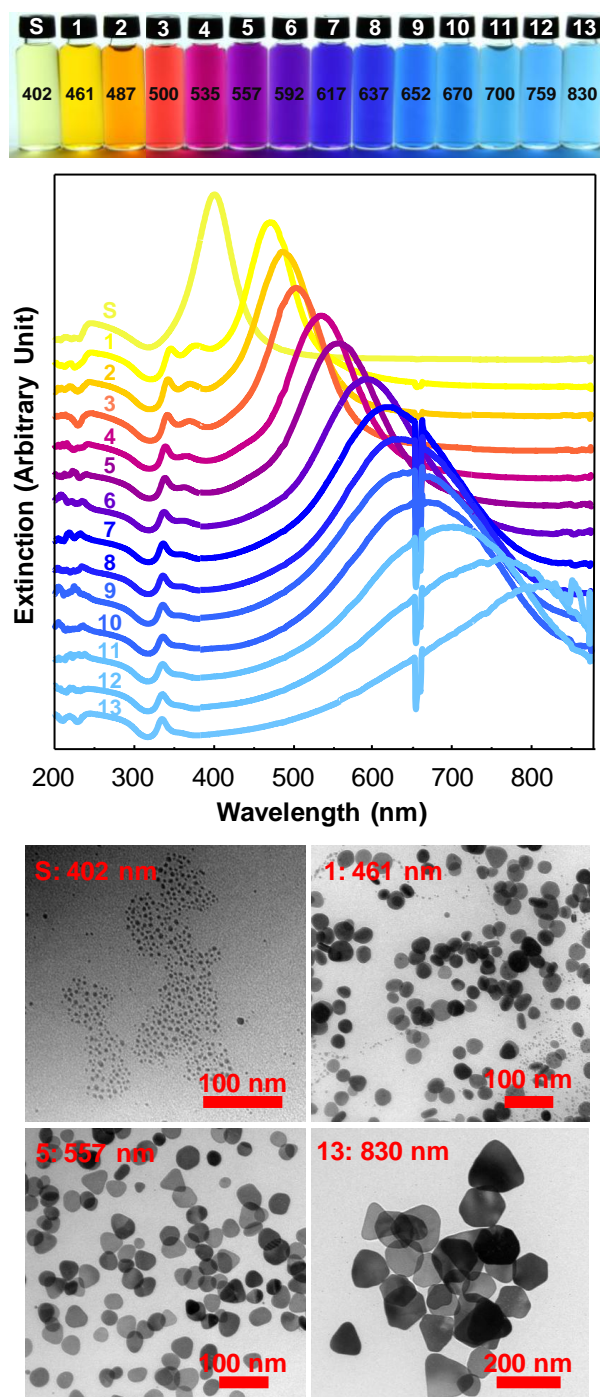 S 1 2 3 4 5 6 7 8 9 10 11 12 13
402 461 487 500 535 557 592 617 637 652 670 700 759 830
Extinction (Arbitrary Unit)
S
1
2
3
4
5
6
7
8
9
10
11
12
13
200 300 400 500 600 700 800
Wavelength (nm)
S: 402 nm
100 nm
1: 461 nm
100 nm
5: 557 nm
100 nm
13: 830 nm
200 nm